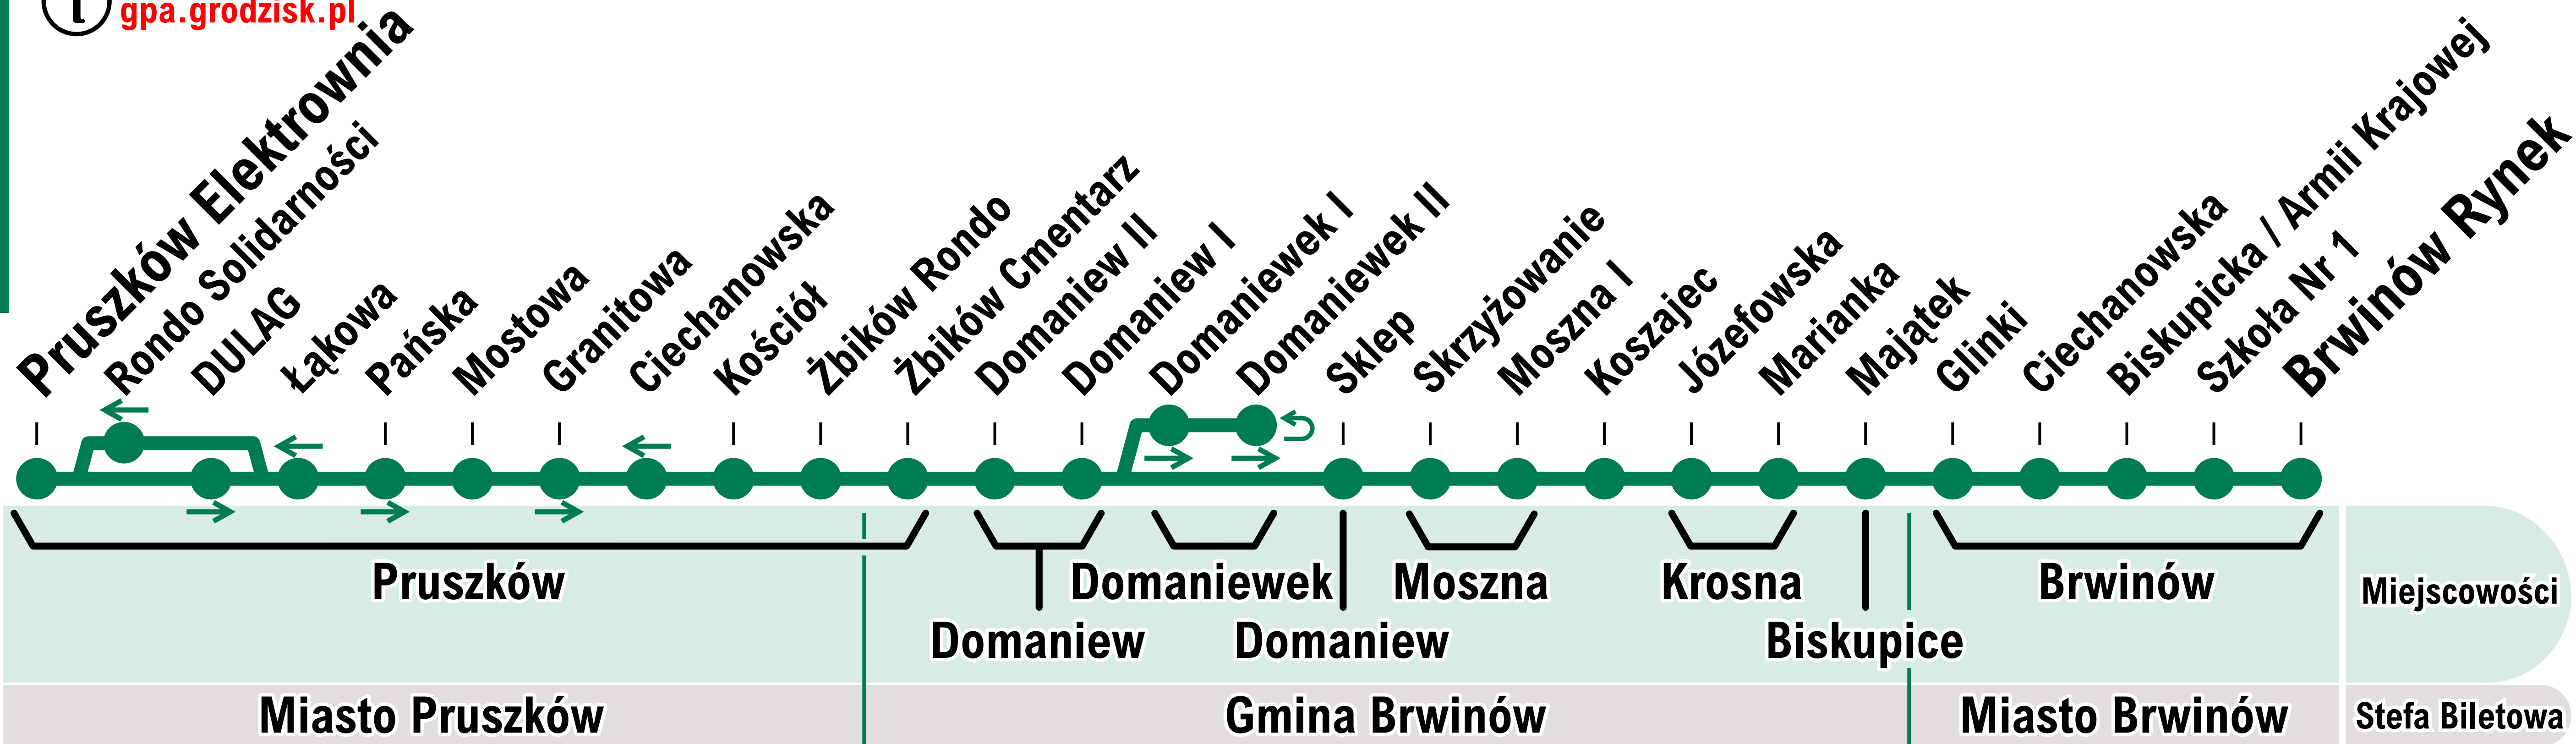 gpa.grodzisk.pl
Pruszków Elektrownia
Rondo Solidarności
DULAG
Łąkowa
Pańska
Mostowa
Granitowa
Ciechanowska
Kościół
Żbików Rondo
Żbików Cmentarz
Domaniew II
Domaniew I
Domaniewek I
Domaniewek II
Sklep
Skrzyżowanie
Moszna I
Koszajec
Józefowska
Marianka
Majątek
Glinki
Ciechanowska
Biskupicka / Armii Krajowej
Szkoła Nr 1
Brwinów Rynek
Pruszków
Domaniewek
Moszna
Krosna
Brwinów
Miejscowości
Domaniew
Domaniew
Biskupice
Miasto Pruszków
Gmina Brwinów
Miasto Brwinów
Stefa Biletowa